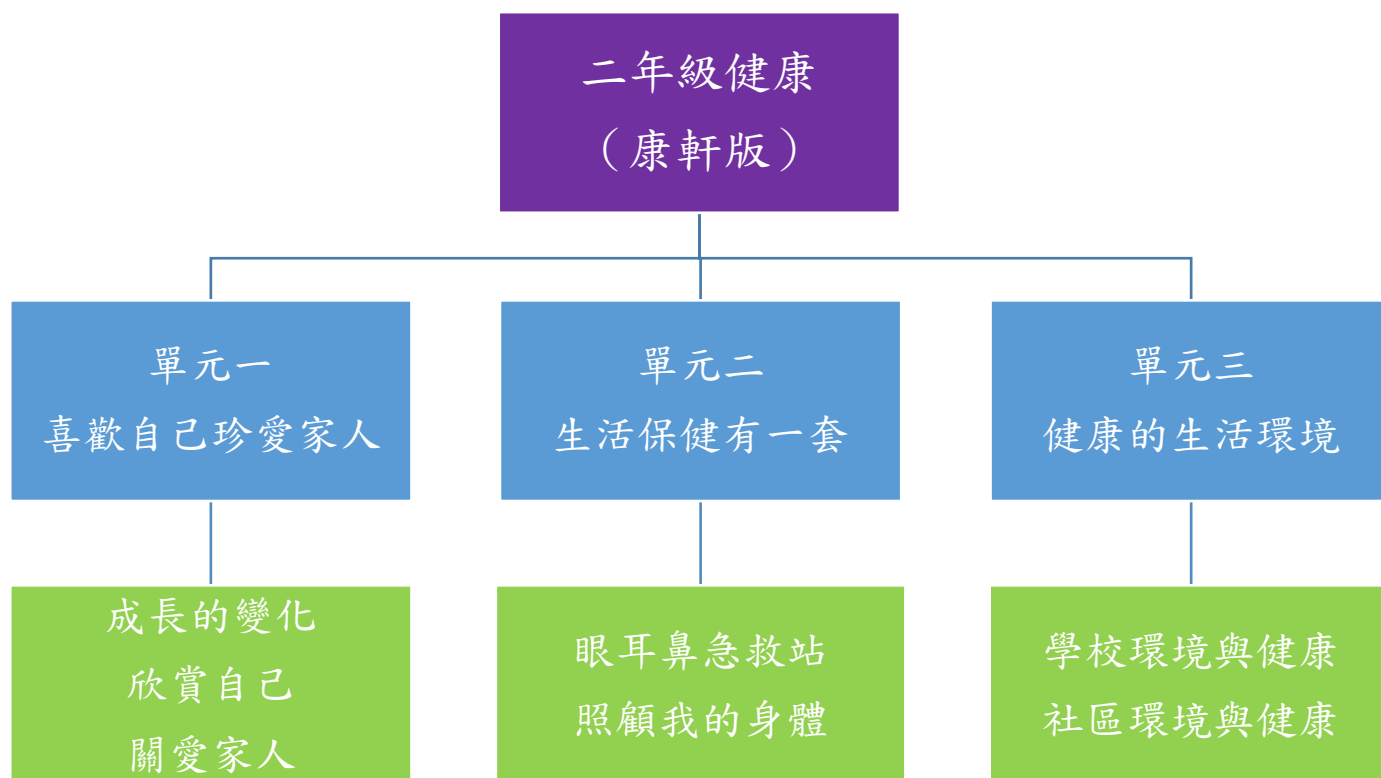 二年級健康
（康軒版）
單元一
喜歡自己珍愛家人
單元二
生活保健有一套
單元三
健康的生活環境
成長的變化
欣賞自己
關愛家人
眼耳鼻急救站
照顧我的身體
學校環境與健康
社區環境與健康